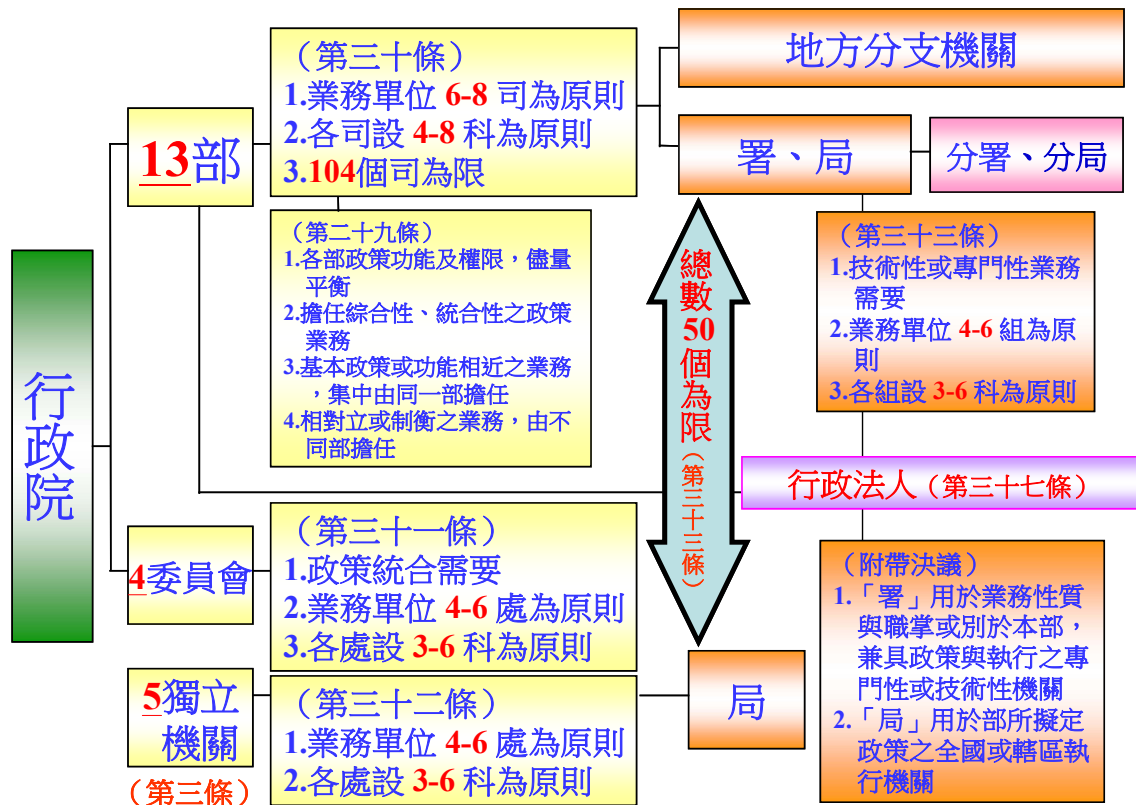 行政院
13部
（第三十條）
1.業務單位 6-8 司為原則
2.各司設 4-8 科為原則
3.104個司為限
（第二十九條）
1.各部政策功能及權限，儘量
平衡
2.擔任綜合性、統合性之政策
業務
3.基本政策或功能相近之業務
，集中由同一部擔任
4.相對立或制衡之業務，由不
同部擔任
4委員會
（第三十一條）
1.政策統合需要
2.業務單位 4-6 處為原則
3.各處設 3-6 科為原則
5獨立
機關
（第三條）
（第三十二條）
1.業務單位 4-6 處為原則
2.各處設 3-6 科為原則
地方分支機關
署、局
分署、分局
總數50個為限（第三十三條）
（第三十三條）
1.技術性或專門性業務
需要
2.業務單位 4-6 組為原
則
3.各組設 3-6 科為原則
行政法人（第三十七條）
局
（附帶決議）
1.「署」用於業務性質
與職掌或別於本部，
兼具政策與執行之專
門性或技術性機關
2.「局」用於部所擬定
政策之全國或轄區執
行機關